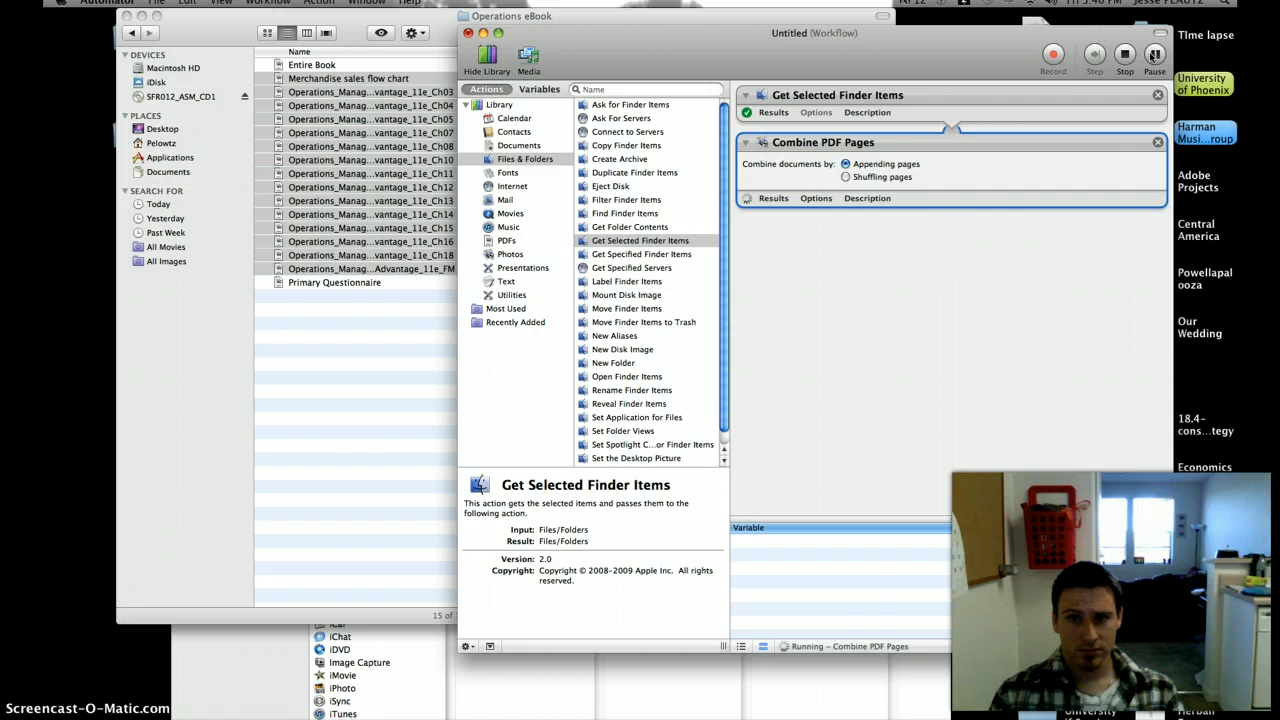 Automator File Edit View Workflow Action Window
Operations eBook
DEVICES
Macintosh HD
iDisk
SFR012_ASM_CD1
PLACES
Desktop
Pelowtz
Applications
Documents
SEARCH FOR
Today
Yesterday
Past Week
All Movies
All Images
Name
Entire Book
Merchandise sales flow chart
Operations_Manag...vantage_11e_Ch03
Operations_Manag...vantage_11e_Ch04
Operations_Manag...vantage_11e_Ch05
Operations_Manag...vantage_11e_Ch07
Operations_Manag...vantage_11e_Ch08
Operations_Manag...vantage_11e_Ch10
Operations_Manag...vantage_11e_Ch11
Operations_Manag...vantage_11e_Ch12
Operations_Manag...vantage_11e_Ch13
Operations_Manag...vantage_11e_Ch14
Operations_Manag...vantage_11e_Ch15
Operations_Manag...vantage_11e_Ch16
Operations_Manag...vantage_11e_Ch18
Operations_Manag...Advantage_11e_FM
Primary Questionnaire
15 of
Untitled (Workflow)
Hide Library Media
Record Step Stop Pause
Actions Variables Name
Library
Calendar
Contacts
Documents
Files & Folders
Fonts
Internet
Mail
Movies
Music
PDFs
Photos
Presentations
Text
Utilities
Most Used
Recently Added
Ask for Finder Items
Ask For Servers
Connect to Servers
Copy Finder Items
Create Archive
Duplicate Finder Items
Eject Disk
Filter Finder Items
Find Finder Items
Get Folder Contents
Get Selected Finder Items
Get Specified Finder Items
Get Specified Servers
Label Finder Items
Mount Disk Image
Move Finder Items
Move Finder Items to Trash
New Aliases
New Disk Image
New Folder
Open Finder Items
Rename Finder Items
Reveal Finder Items
Set Application for Files
Set Folder Views
Set Spotlight C...or Finder Items
Set the Desktop Picture
Get Selected Finder Items
This action gets the selected items and passes them to the
following action.
Input: Files/Folders
Result: Files/Folders
Version: 2.0
Copyright: Copyright © 2008-2009 Apple Inc. All rights
reserved.
Get Selected Finder Items
Results Options Description
Combine PDF Pages
Combine documents by: Appending pages
Shuffling pages
Results Options Description
Variable
Running - Combine PDF Pages
TIme lapse
University
of Phoenix
Harman
Musi...roup
Adobe
Projects
Central
America
Powellapal
ooza
Our
Wedding
18.4-
cons...tegy
Economics
iCal
iChat
iDVD
Image Capture
iMovie
iPhoto
iSync
iTunes
Screencast-O-Matic.com